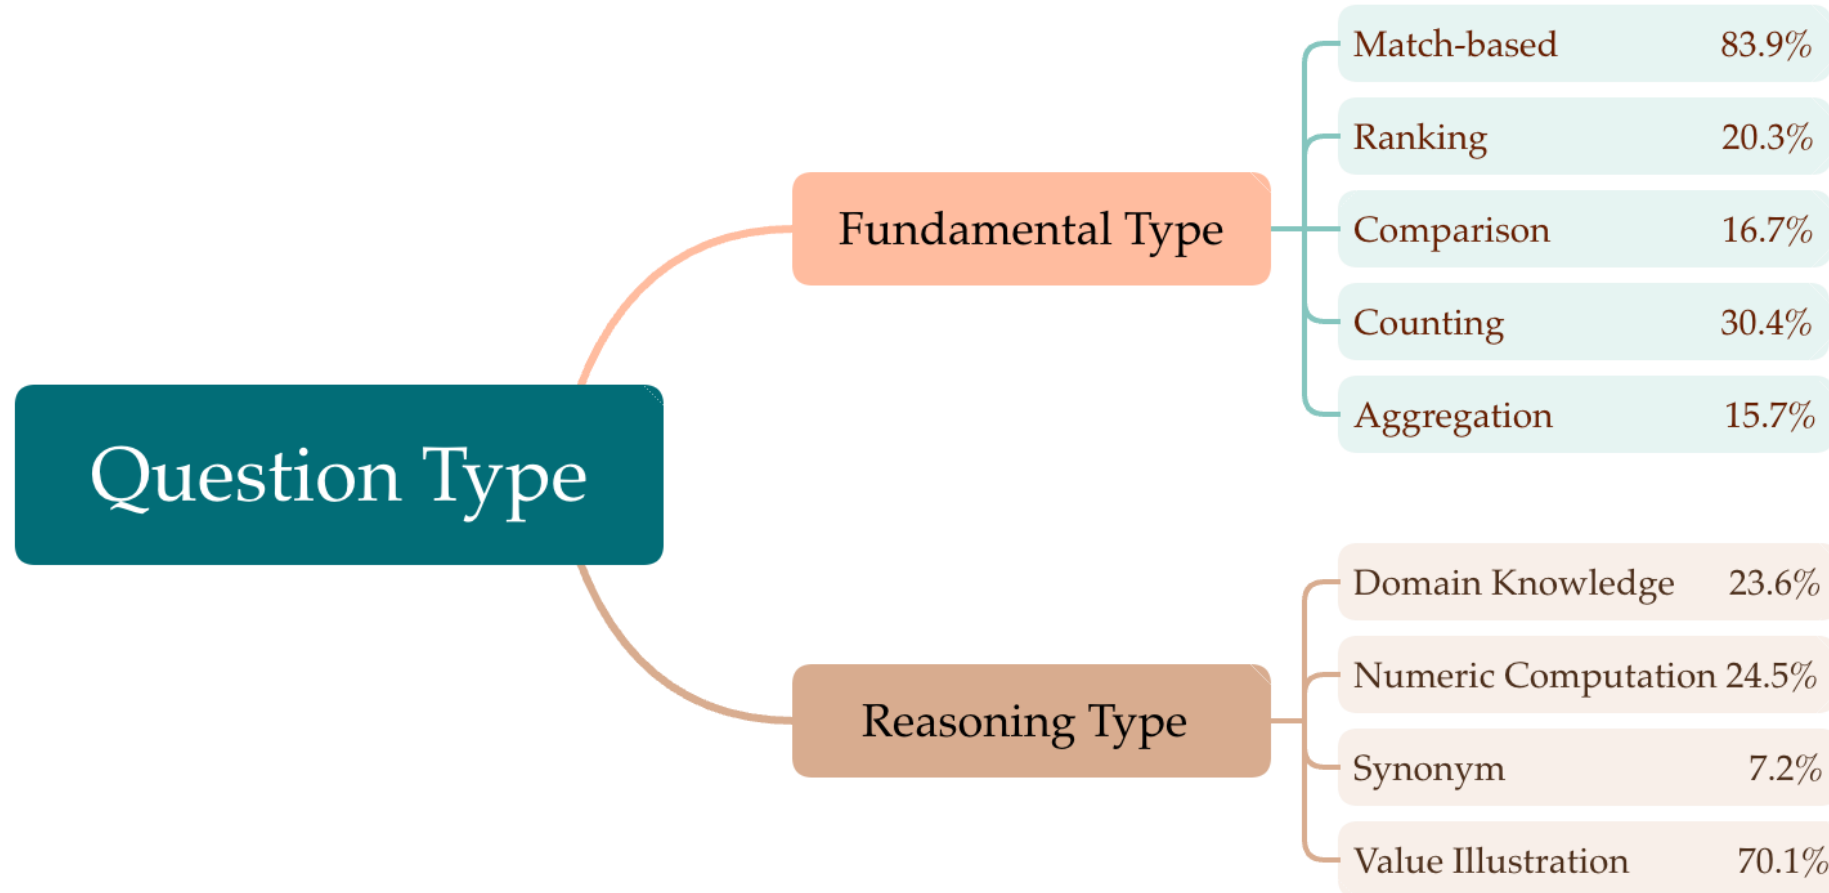 Question Type
Fundamental Type
Match-based 83.9%
Ranking 20.3%
Comparison 16.7%
Counting 30.4%
Aggregation 15.7%
Reasoning Type
Domain Knowledge 23.6%
Numeric Computation 24.5%
Synonym 7.2%
Value Illustration 70.1%